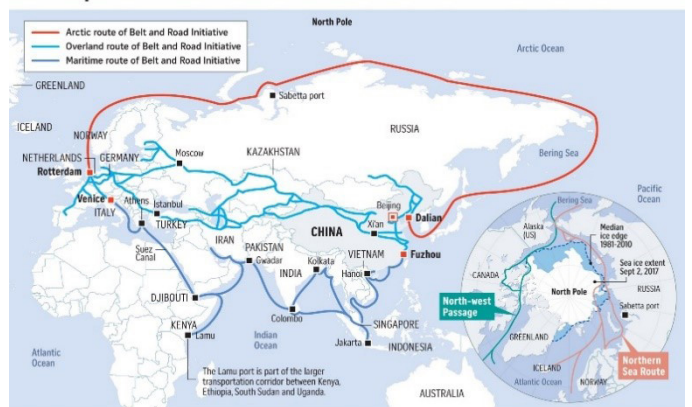 Arctic route of Belt and Road Initiative
Overland route of Belt and Road Initiative
Maritime route of Belt and Road Initiative
North Pole
Arctic Ocean
GREENLAND
Sabetta port
ICELAND
NORWAY
RUSSIA
NETHERLANDS
GERMANY
Moscow
KAZAKHSTAN
Bering Sea
Rotterdam
Venice
Athens
Istanbul
ITALY
TURKEY
Beijing
Dalian
Pacific
Ocean
Suez
Canal
IRAN
PAKISTAN
Gwadar
CHINA
Xi'an
Fuzhou
INDIA
Kolkata
VIETNAM
Hanoi
DJIBOUTI
KENYA
Lamu
Indian
Ocean
Colombo
SINGAPORE
Jakarta
INDONESIA
Atlantic
Ocean
The Lamu port is part of the larger
transportation corridor between Kenya,
Ethiopia, South Sudan and Uganda.
AUSTRALIA
Bering Sea
Alaska
(US)
Median
ice edge
1981-2010
CANADA
Sea ice extent
Sept 2, 2017
RUSSIA
North-west
Passage
North Pole
Sabetta port
GREENLAND
ICELAND
Northern
Sea Route
Atlantic Ocean
NORWAY